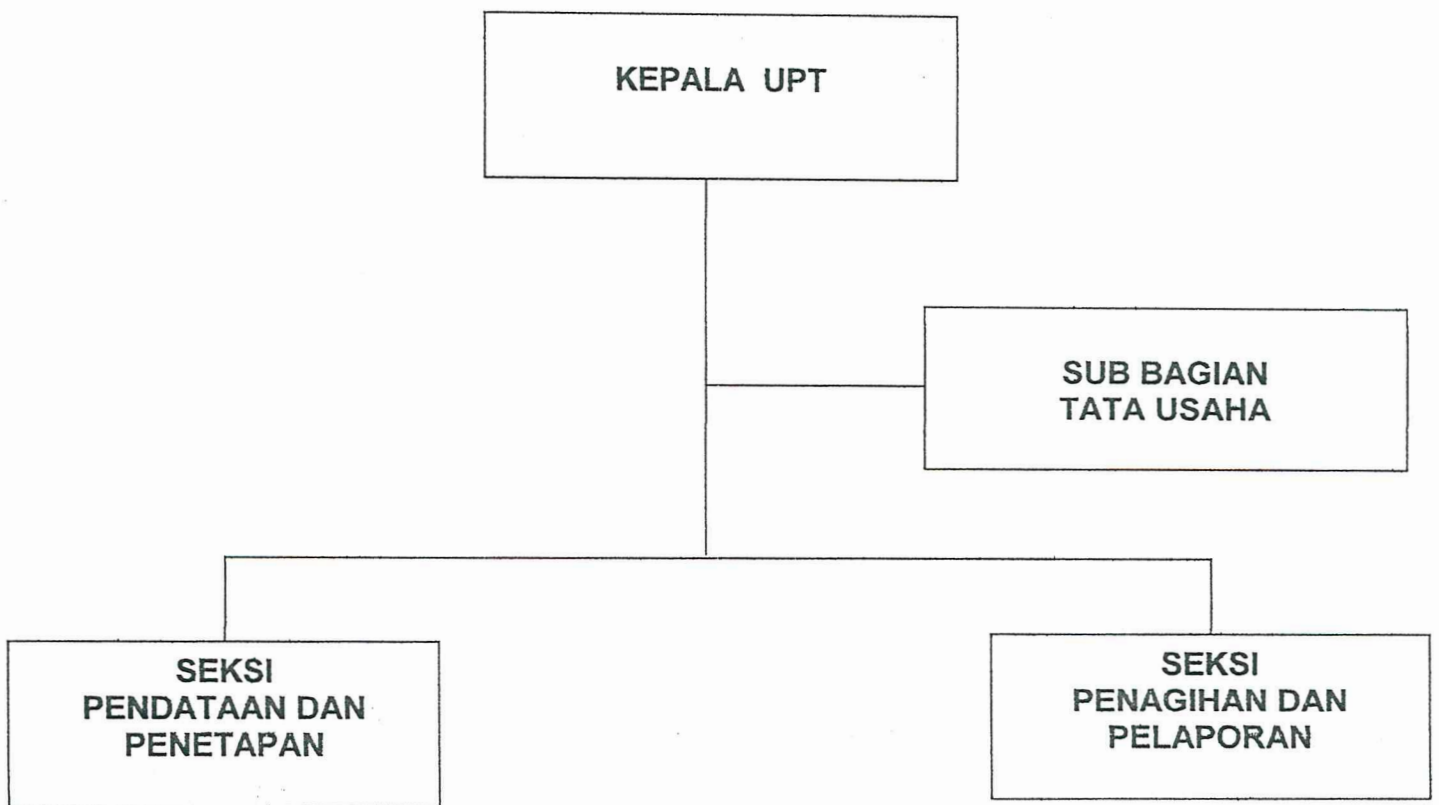 KEPALA UPT
SUB BAGIAN
TATA USAHA
SEKSI
PENDATAAN DAN
PENETAPAN
SEKSI
PENAGIHAN DAN
PELAPORAN